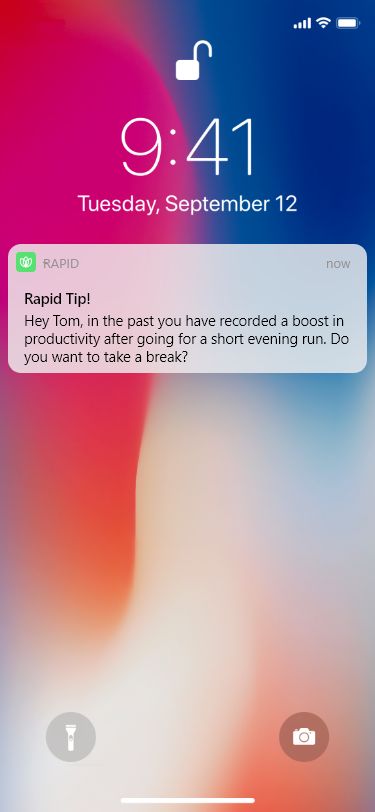 9:41
Tuesday, September 12
RAPID now
Rapid Tip!
Hey Tom, in the past you have recorded a boost in
productivity after going for a short evening run. Do
you want to take a break?